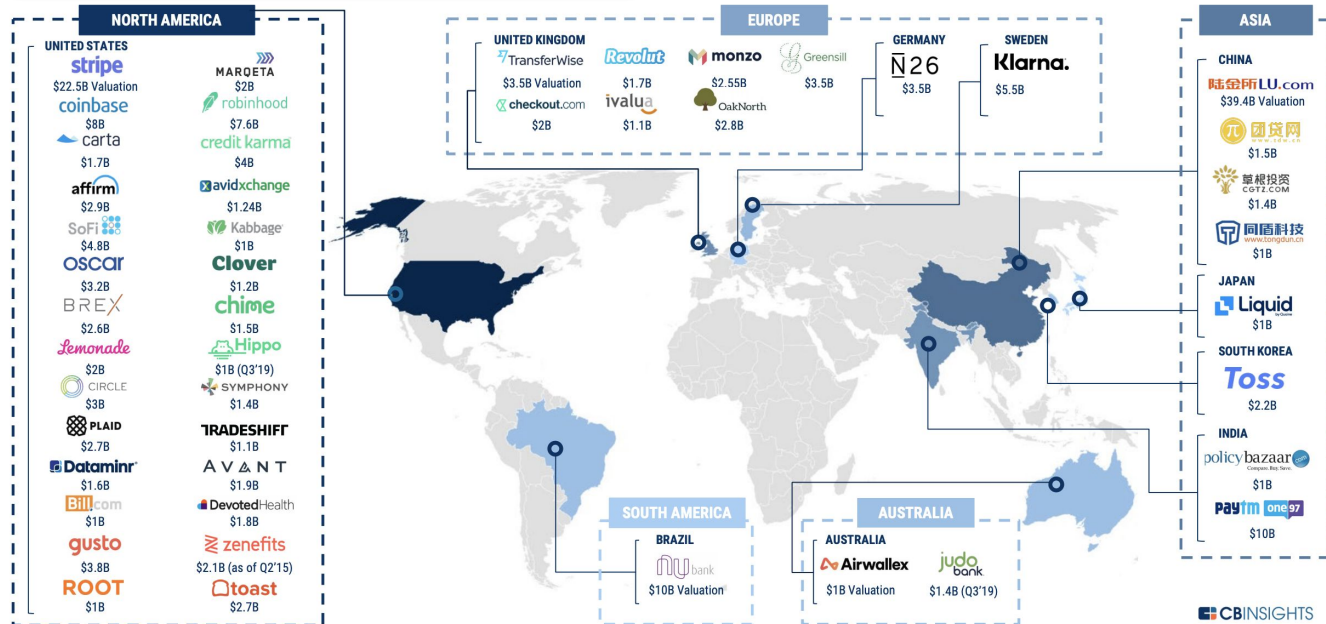 NORTH AMERICA
UNITED STATES
stripe
$22.5B Valuation
MARQETA
$2B
coinbase
$8B
robinhood
$7.6B
carta
$1.7B
credit karma
$4B
affirm
$2.9B
avidxchange
$1.24B
SoFi
$4.8B
Kabbage
$1B
oscar
$3.2B
Clover
$1.2B
BREX
$2.6B
chime
$1.5B
Lemonade
$2B
Hippo
$1B (Q3'19)
CIRCLE
$3B
SYMPHONY
$1.4B
PLAID
$2.7B
TRADESHIFT
$1.1B
Dataminr
$1.6B
AVANT
$1.9B
Bill.com
$1B
DevotedHealth
$1.8B
gusto
$3.8B
zenefits
$2.1B (as of Q2'15)
ROOT
$1B
toast
$2.7B
EUROPE
UNITED KINGDOM
TransferWise
$3.5B Valuation
Revolut
$1.7B
monzo
$2.55B
Greensill
$3.5B
checkout.com
$2B
ivalua
$1.1B
OakNorth
$2.8B
GERMANY
N26
$3.5B
SWEDEN
Klarna.
$5.5B
ASIA
CHINA
陆金所LU.com
$39.4B Valuation
团贷网
$1.5B
草根投资
CGTZ.COM
$1.4B
同盾科技
www.tongdun.cn
$1B
JAPAN
Liquid
$1B
SOUTH KOREA
Toss
$2.2B
INDIA
policybazaar.com
Compare. Buy. Save.
$1B
paytm one97
$10B
SOUTH AMERICA
BRAZIL
nubank
$10B Valuation
AUSTRALIA
AUSTRALIA
Airwallex
$1B Valuation
judo bank
$1.4B (Q3'19)
CBINSIGHTS